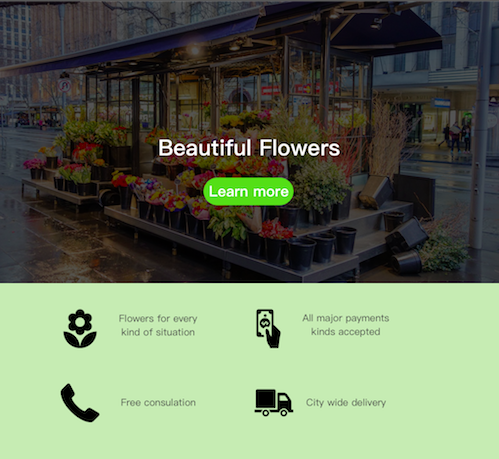 Beautiful Flowers
Learn more
Flowers for every
kind of situation
All major payments
kinds accepted
Free consulation
City wide delivery